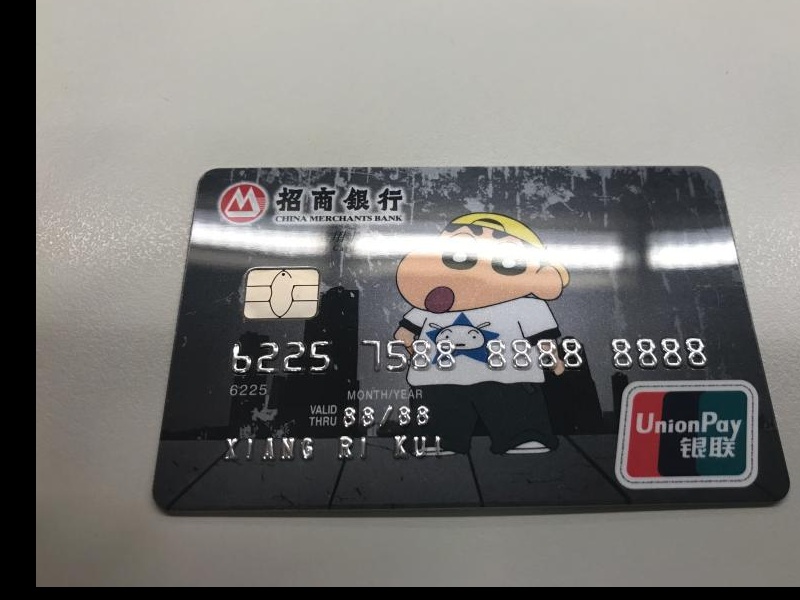 招商銀行
CHINA MERCHANTS BANK
6225 7588 8888 8888
6225
MONTH/YEAR
VALID THRU 88/88
XIANG RI KUI
UnionPay
银联